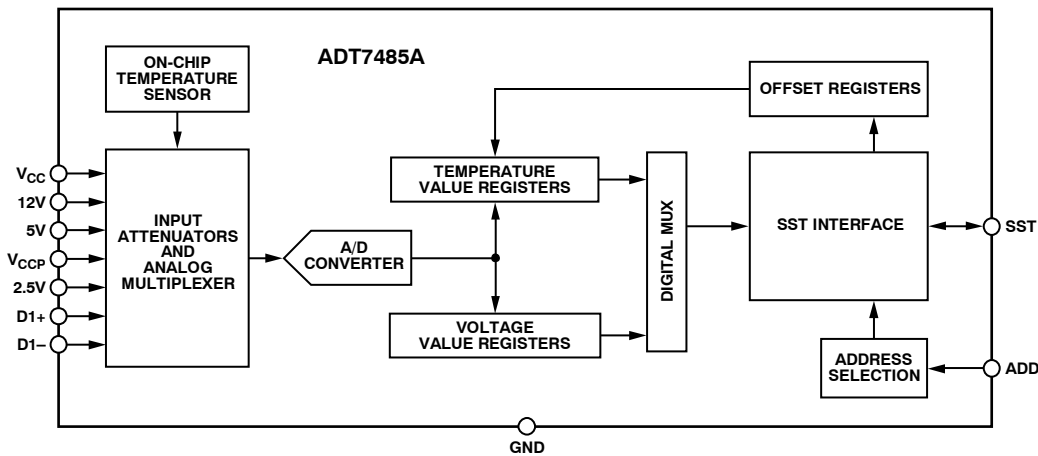 ADT7485A
ON-CHIP
TEMPERATURE
SENSOR
OFFSET REGISTERS
VCC
12V
5V
VCCP
2.5V
D1+
D1–
INPUT
ATTENUATORS
AND
ANALOG
MULTIPLEXER
A/D
CONVERTER
TEMPERATURE
VALUE REGISTERS
VOLTAGE
VALUE REGISTERS
DIGITAL MUX
SST INTERFACE
SST
ADDRESS
SELECTION
ADD
GND